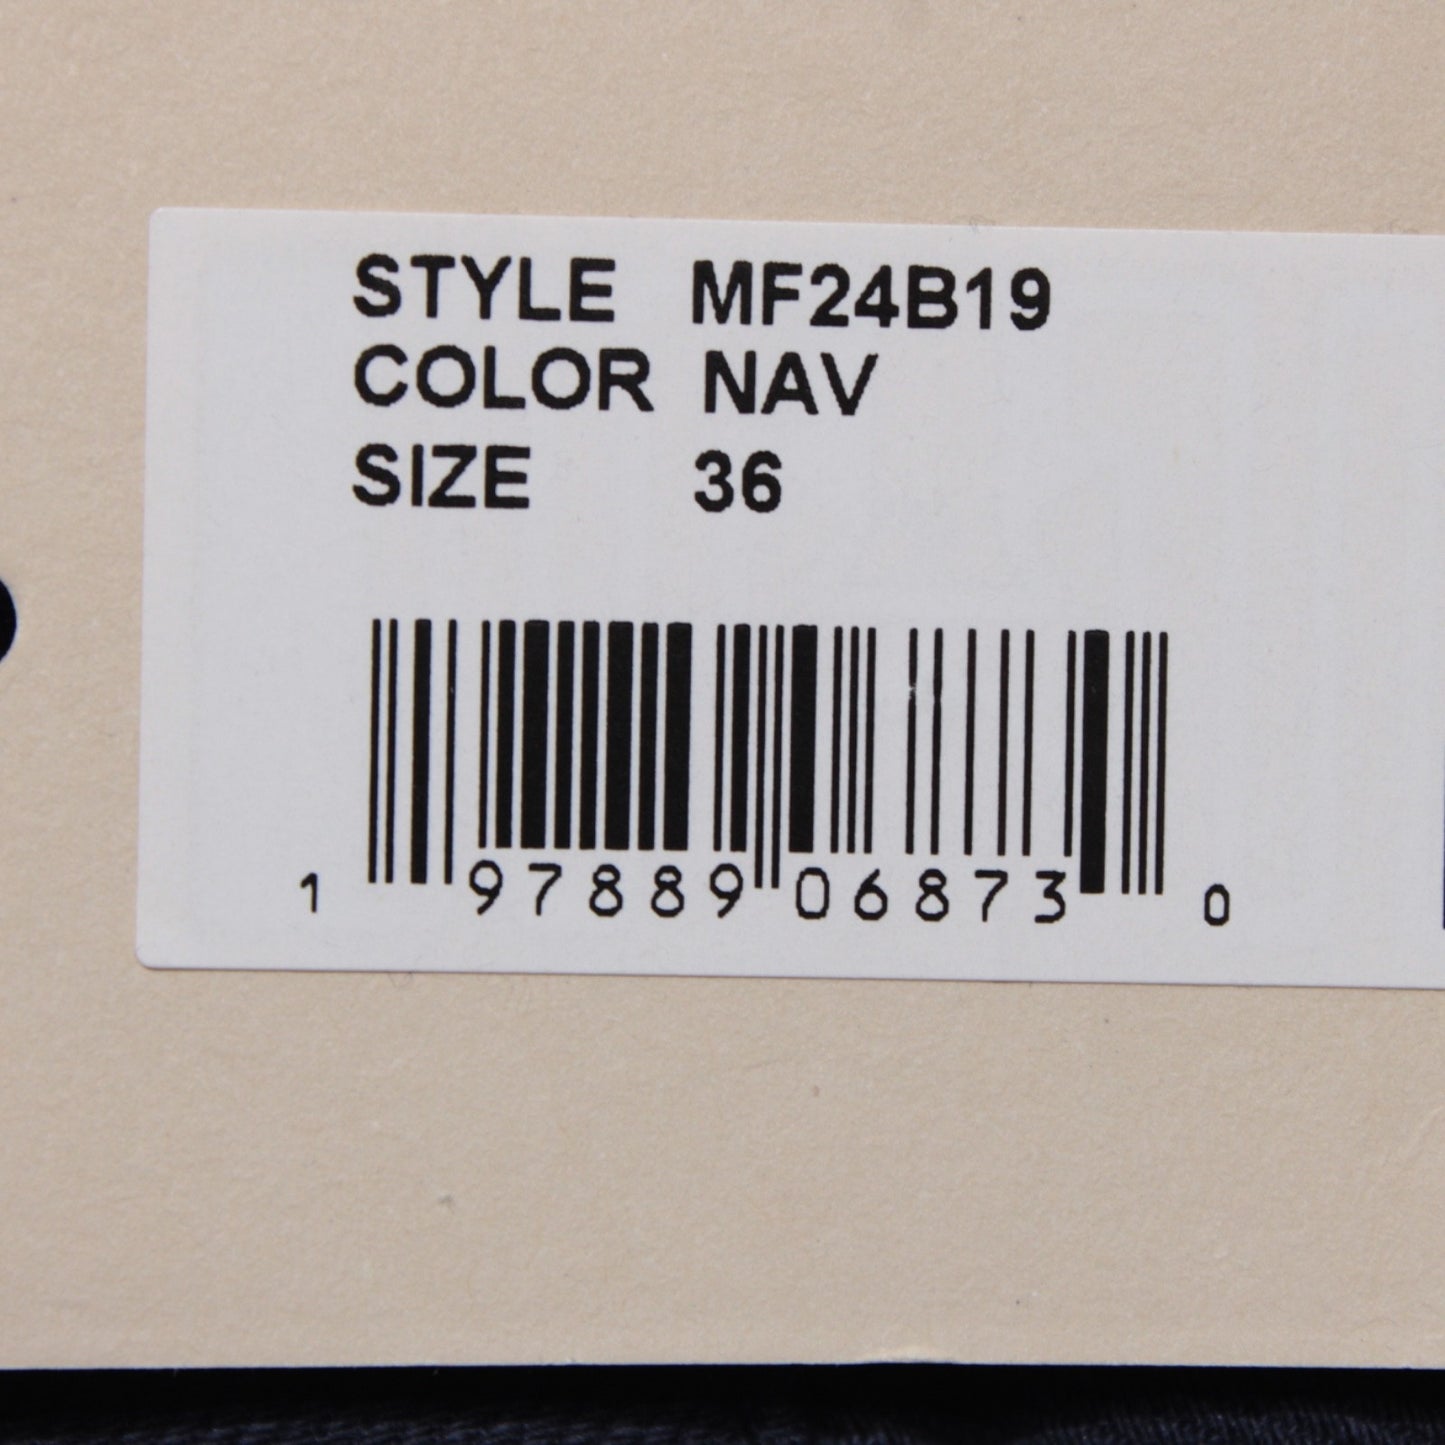 STYLE MF24B19
COLOR NAV
SIZE 36
1 97889 06873 0